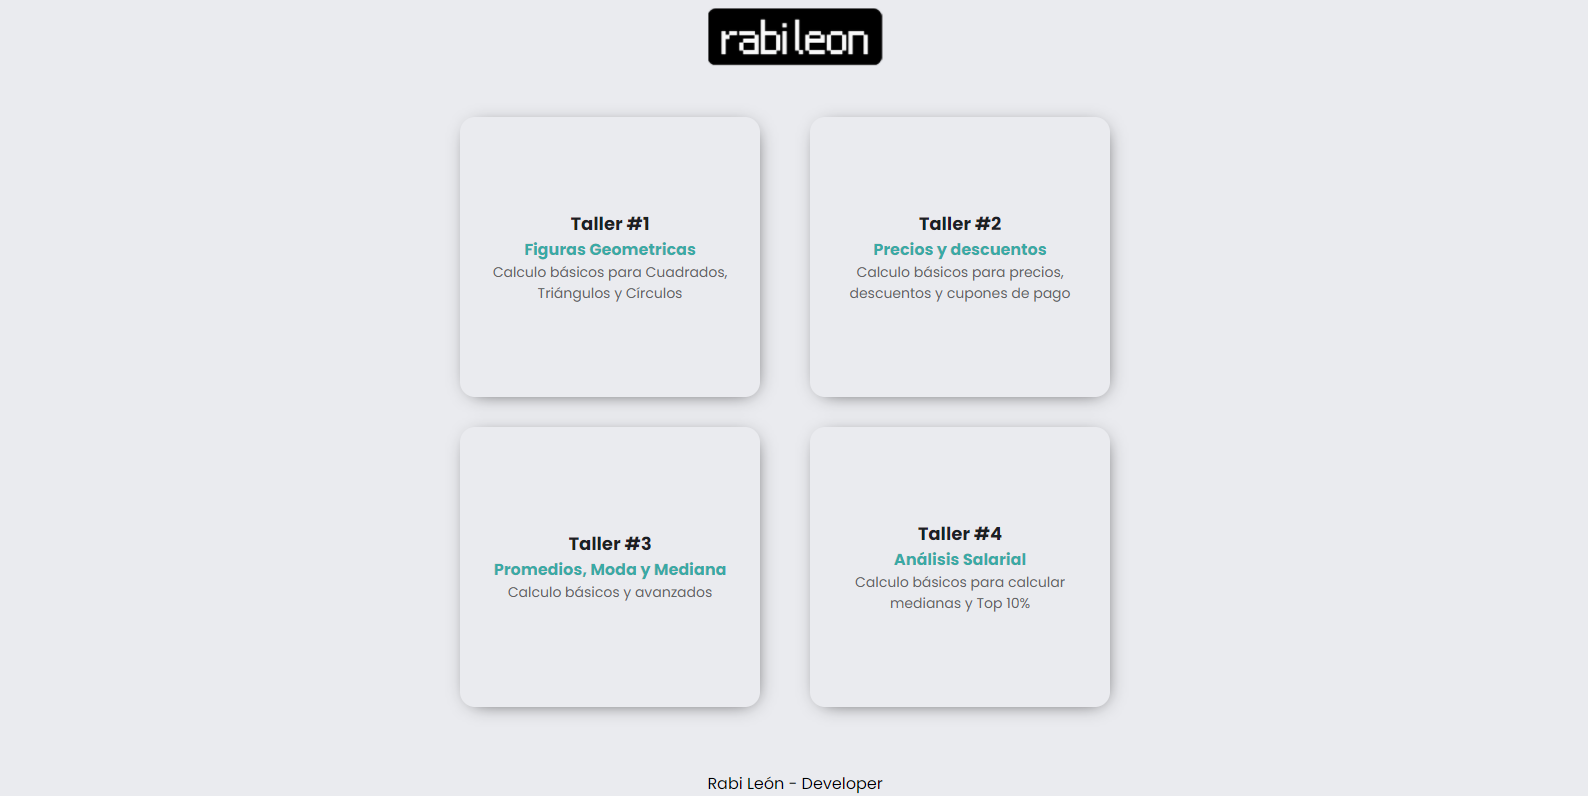 rabileon
Taller #1
Figuras Geometricas
Calculo básicos para Cuadrados,
Triángulos y Círculos
Taller #2
Precios y descuentos
Calculo básicos para precios,
descuentos y cupones de pago
Taller #3
Promedios, Moda y Mediana
Calculo básicos y avanzados
Taller #4
Análisis Salarial
Calculo básicos para calcular
medianas y Top 10%
Rabi León - Developer